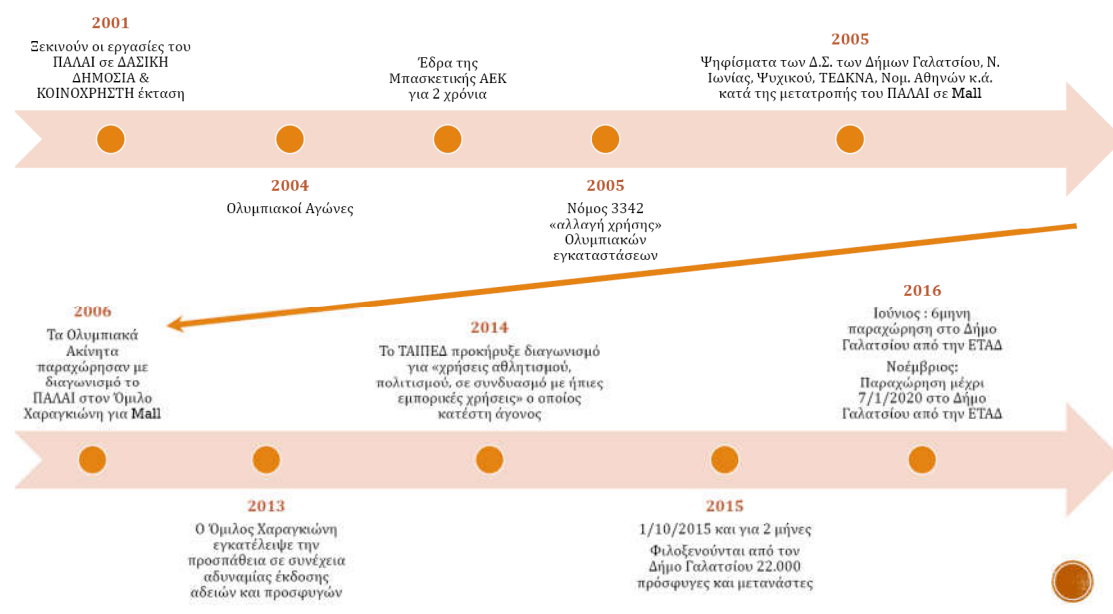 2001
Ξεκινούν οι εργασίες του
ΠΑΛΑΙ σε ΔΑΣΙΚΗ
ΔΗΜΟΣΙΑ &
ΚΟΙΝΟΧΡΗΣΤΗ έκταση
2004
Ολυμπιακοί Αγώνες
Έδρα της
Μπασκετικής ΑΕΚ
για 2 χρόνια
2005
Νόμος 3342
«αλλαγή χρήσης»
Ολυμπιακών
εγκαταστάσεων
2005
Ψηφίσματα των Δ.Σ. των Δήμων Γαλατσίου, Ν.
Ιωνίας, Ψυχικού, ΤΕΔΚΝΑ, Νομ. Αθηνών κ.ά.
κατά της μετατροπής του ΠΑΛΑΙ σε Mall
2006
Τα Ολυμπιακά
Ακίνητα
παραχώρησαν με
διαγωνισμό το
ΠΑΛΑΙ στον Όμιλο
Χαραγκιώνη για Mall
2013
Ο Όμιλος Χαραγκιώνη
εγκατέλειψε την
προσπάθεια σε συνέχεια
αδυναμίας έκδοσης
αδειών και προσφυγών
2014
Το ΤΑΙΠΕΔ προκήρυξε διαγωνισμό
για «χρήσεις αθλητισμού,
πολιτισμού, σε συνδυασμό με ήπιες
εμπορικές χρήσεις» ο οποίος
κατέστη άγονος
2015
1/10/2015 και για 2 μήνες
Φιλοξενούνται από τον
Δήμο Γαλατσίου 22.000
πρόσφυγες και μετανάστες
2016
Ιούνιος : 6μηνη
παραχώρηση στο Δήμο
Γαλατσίου από την ΕΤΑΔ
Νοέμβριος:
Παραχώρηση μέχρι
7/1/2020 στο Δήμο
Γαλατσίου από την ΕΤΑΔ